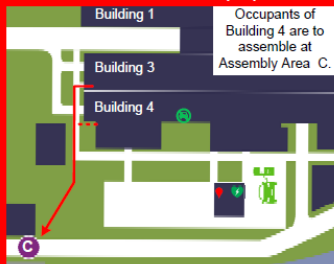 Building 1
Occupants of
Building 4 are to
assemble at
Assembly Area C.
Building 3
Building 4
C